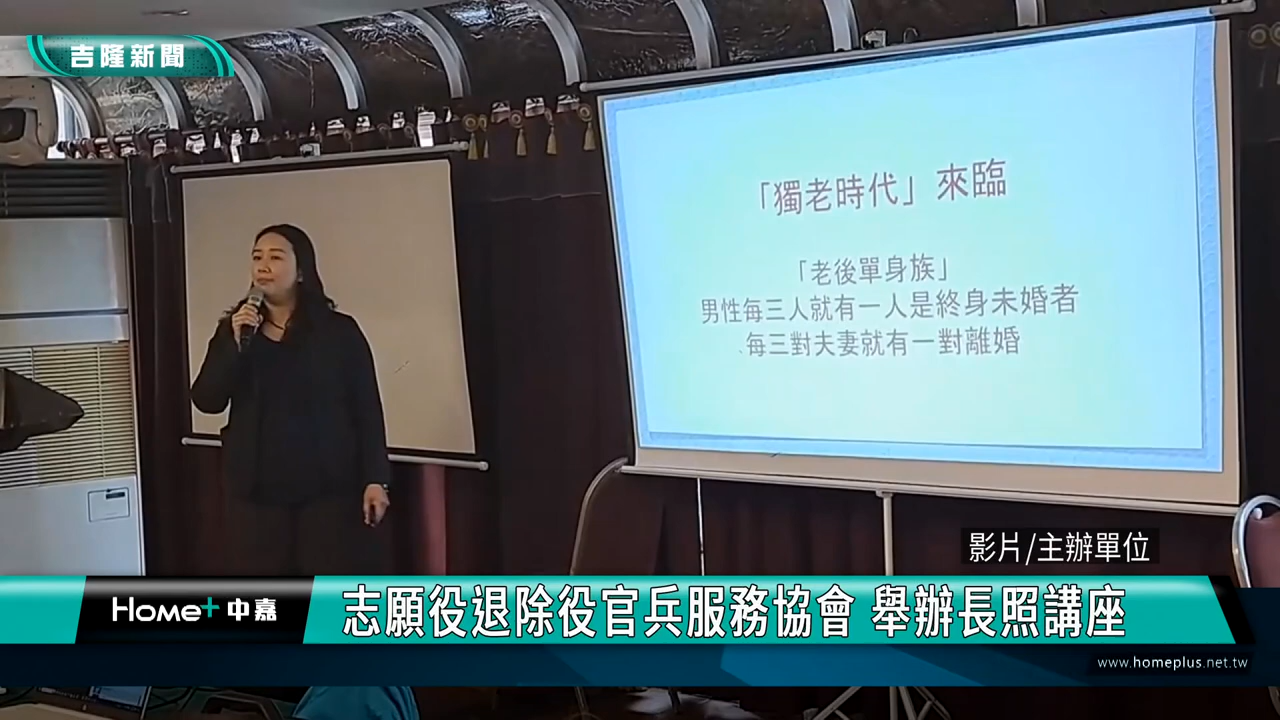 吉隆新聞
「獨老時代」來臨
「老後單身族」
男性每三人就有一人是終身未婚者
每三對夫妻就有一對離婚
影片/主辦單位
Home+中嘉
志願役退除役官兵服務協會 舉辦長照講座
www.homeplus.net.tw